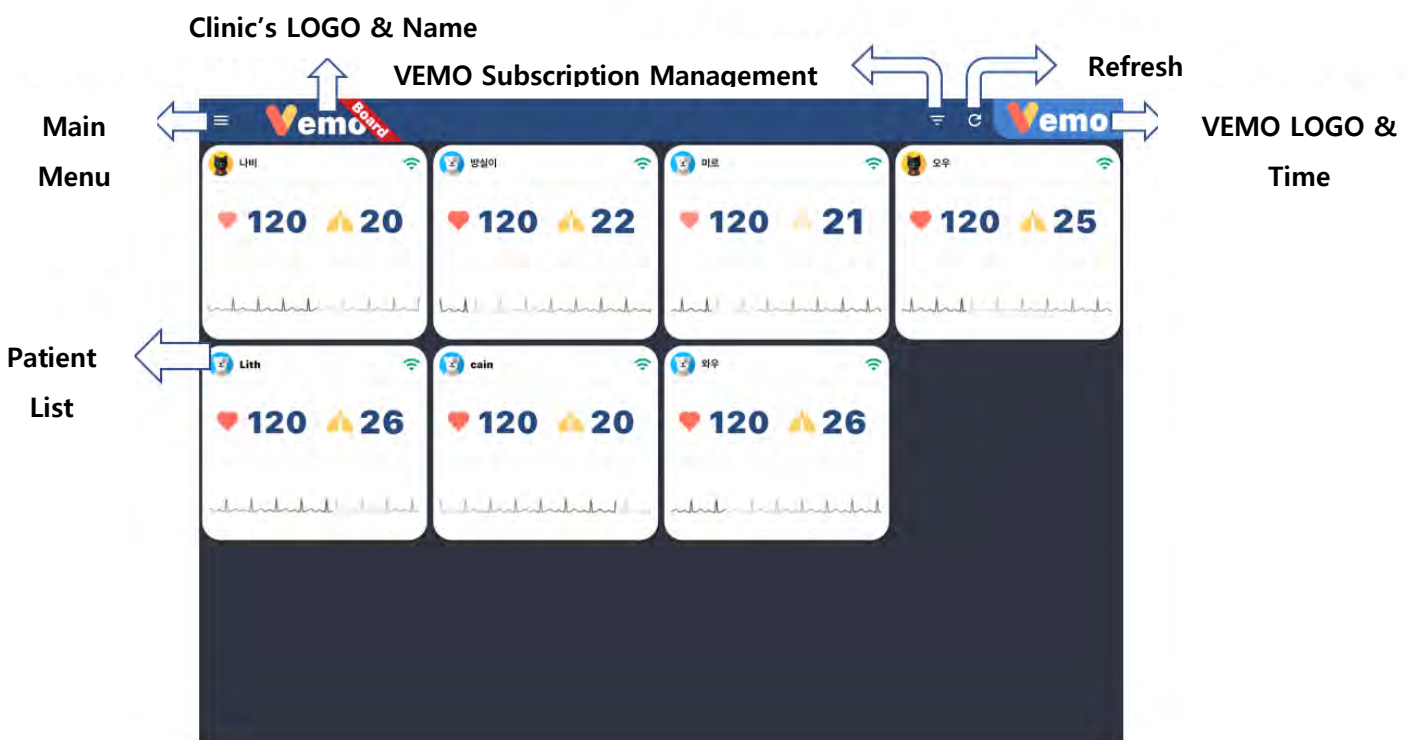 Clinic's LOGO & Name
VEMO Subscription Management
Refresh
Main
Menu
Vemo
Board
Vemo
VEMO LOGO &
Time
나비
방실이
미르
오우
120 20
120 22
120 21
120 25
Patient
List
Lith
cain
와우
120 26
120 20
120 26